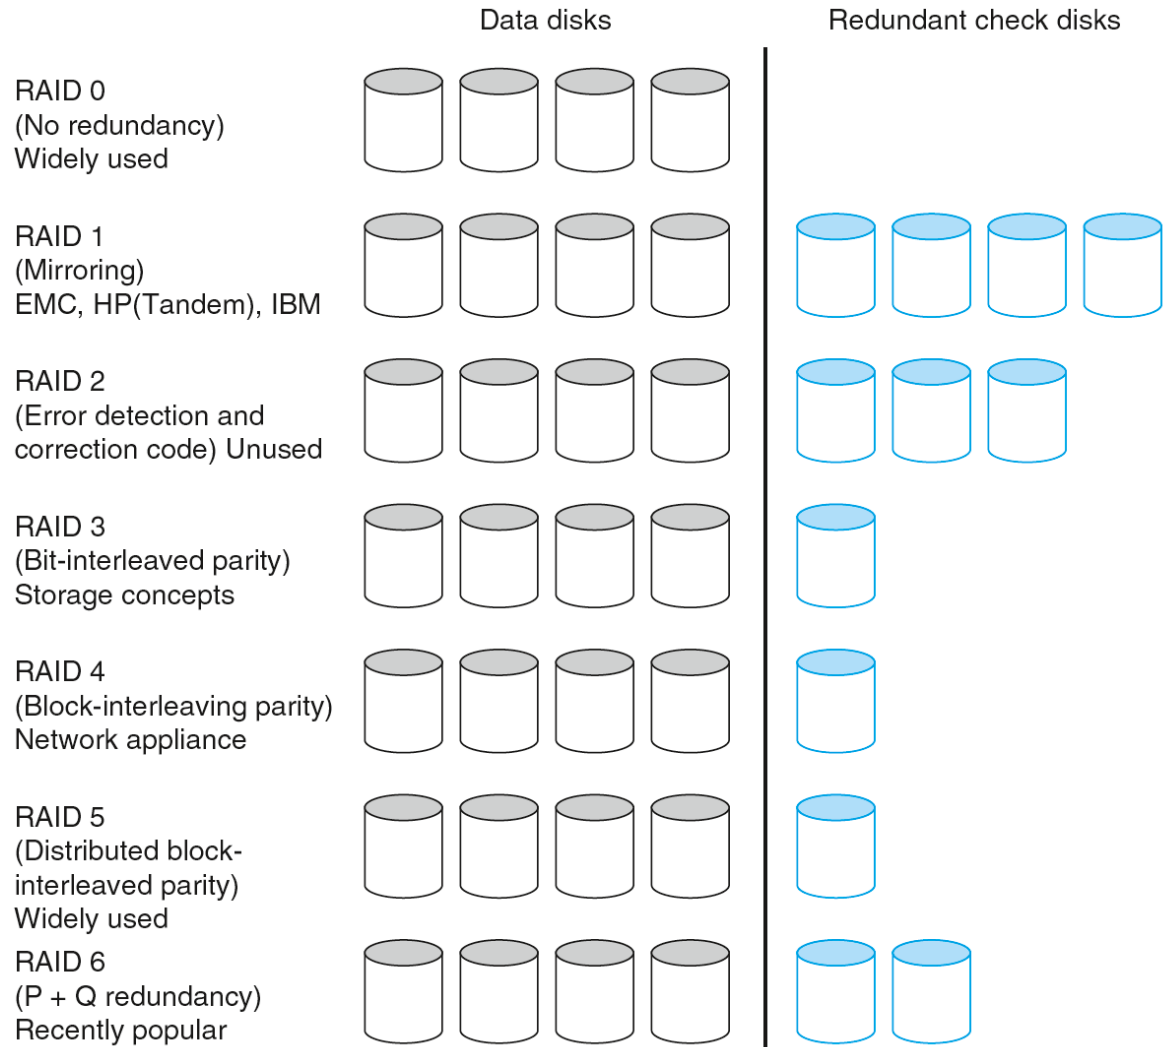 Data disks
Redundant check disks
RAID 0
(No redundancy)
Widely used
RAID 1
(Mirroring)
EMC, HP(Tandem), IBM
RAID 2
(Error detection and
correction code) Unused
RAID 3
(Bit-interleaved parity)
Storage concepts
RAID 4
(Block-interleaving parity)
Network appliance
RAID 5
(Distributed block-
interleaved parity)
Widely used
RAID 6
(P + Q redundancy)
Recently popular